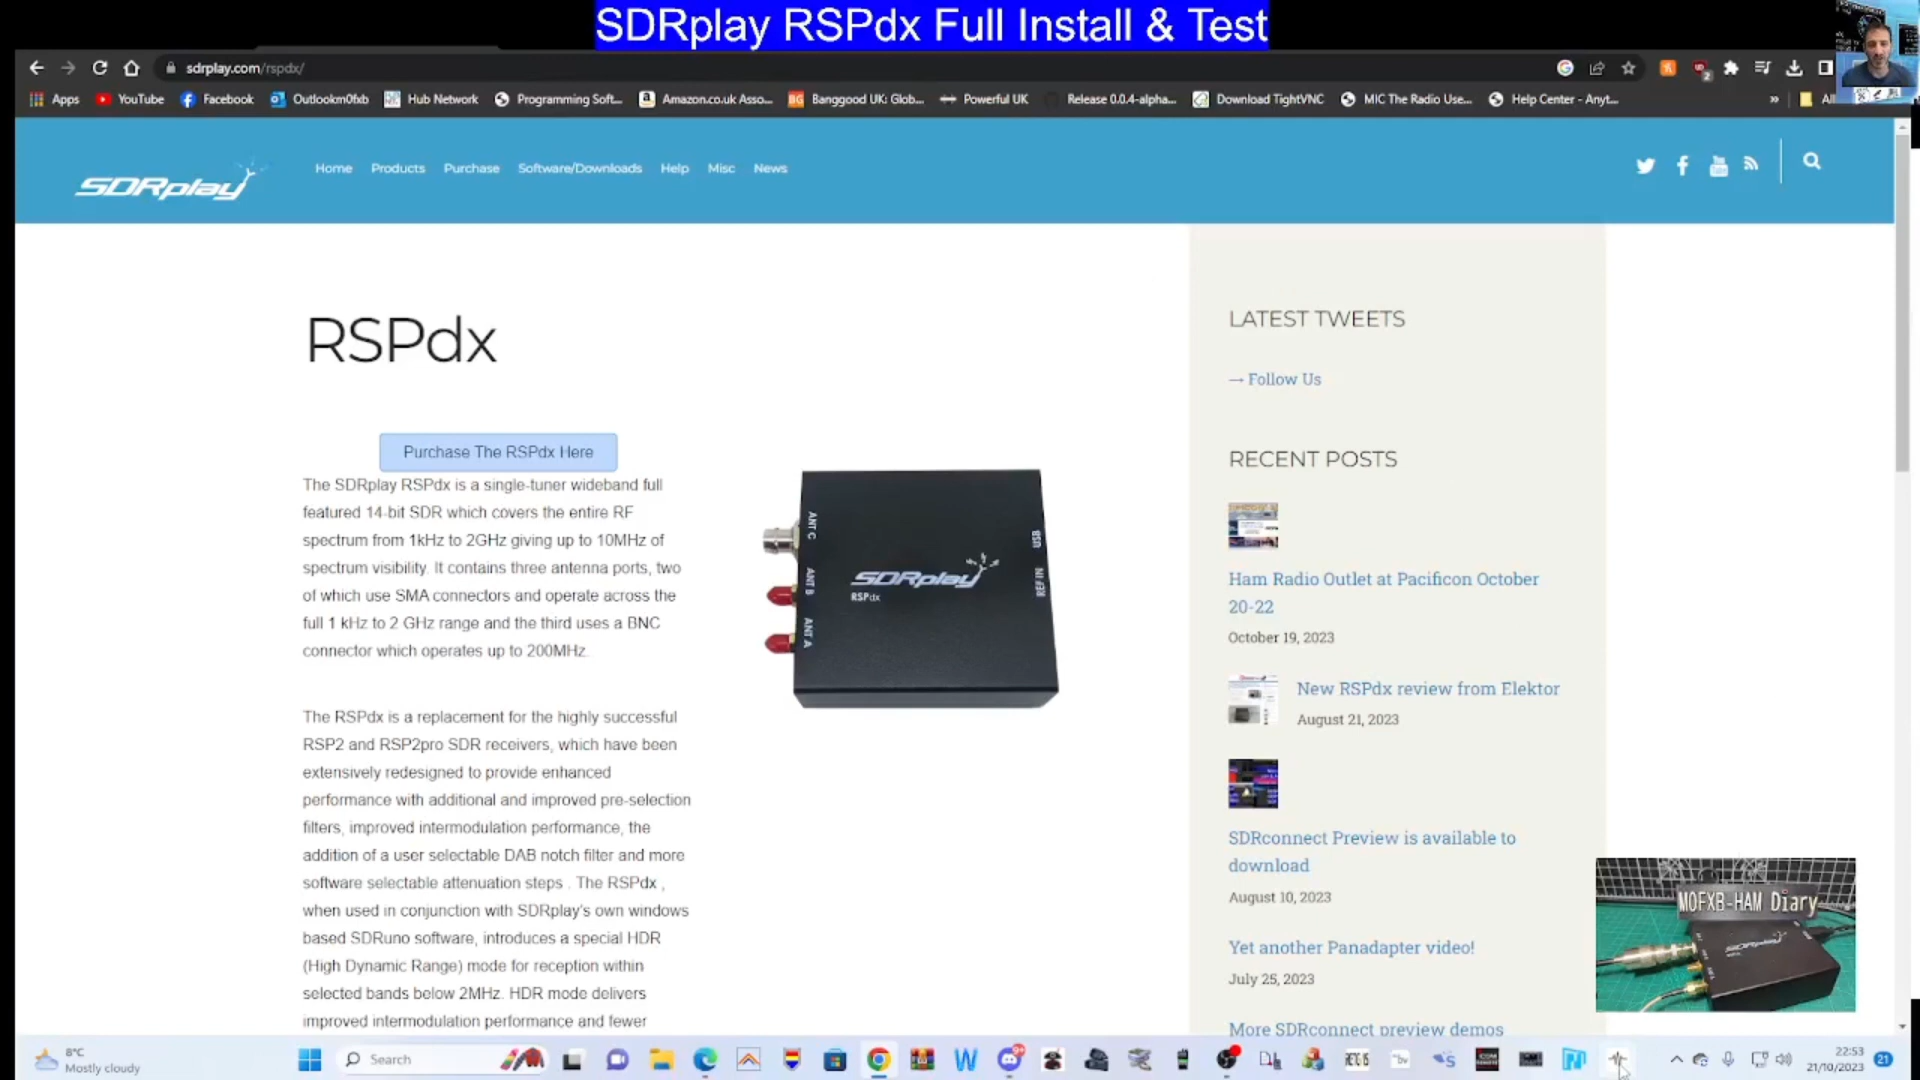 SDRplay RSPdx Full Install & Test
sdrplay.com/rspdx/
Apps YouTube Facebook Outlookm0fxb Hub Network Programming Soft... Amazon.co.uk Asso... Banggood UK: Glob... Powerful UK Release 0.0.4-alpha... Download TightVNC MIC The Radio Use... Help Center - Anyt... » All
SDRplay Home Products Purchase Software/Downloads Help Misc News
RSPdx
Purchase The RSPdx Here
The SDRplay RSPdx is a single-tuner wideband full
featured 14-bit SDR which covers the entire RF
spectrum from 1kHz to 2GHz giving up to 10MHz of
spectrum visibility. It contains three antenna ports, two
of which use SMA connectors and operate across the
full 1 kHz to 2 GHz range and the third uses a BNC
connector which operates up to 200MHz.
The RSPdx is a replacement for the highly successful
RSP2 and RSP2pro SDR receivers, which have been
extensively redesigned to provide enhanced
performance with additional and improved pre-selection
filters, improved intermodulation performance, the
addition of a user selectable DAB notch filter and more
software selectable attenuation steps . The RSPdx ,
when used in conjunction with SDRplay's own windows
based SDRuno software, introduces a special HDR
(High Dynamic Range) mode for reception within
selected bands below 2MHz. HDR mode delivers
improved intermodulation performance and fewer
ANT C
ANT B
ANT A
SDRplay
RSPdx
USB
REF IN
LATEST TWEETS
→ Follow Us
RECENT POSTS
Ham Radio Outlet at Pacificon October
20-22
October 19, 2023
New RSPdx review from Elektor
August 21, 2023
SDRconnect Preview is available to
download
August 10, 2023
Yet another Panadapter video!
July 25, 2023
More SDRconnect preview demos
M0FXB-HAM Diary
SDRplay
8°C
Mostly cloudy
Search
22:53
21/10/2023
21